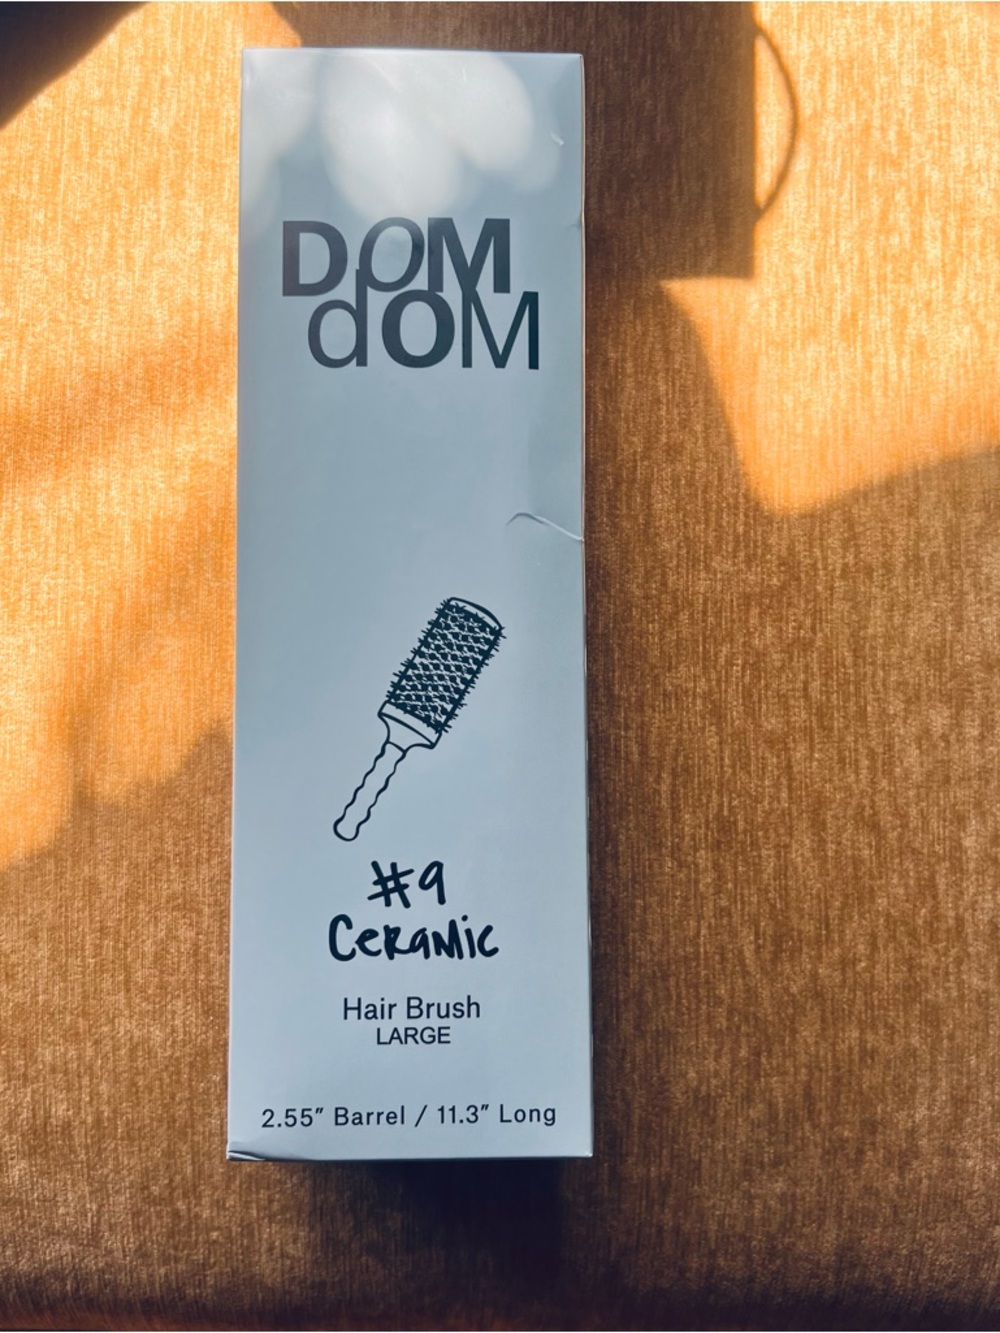 DOM
dOM
#9
CeRaMic
Hair Brush
LARGE
2.55″ Barrel / 11.3″ Long